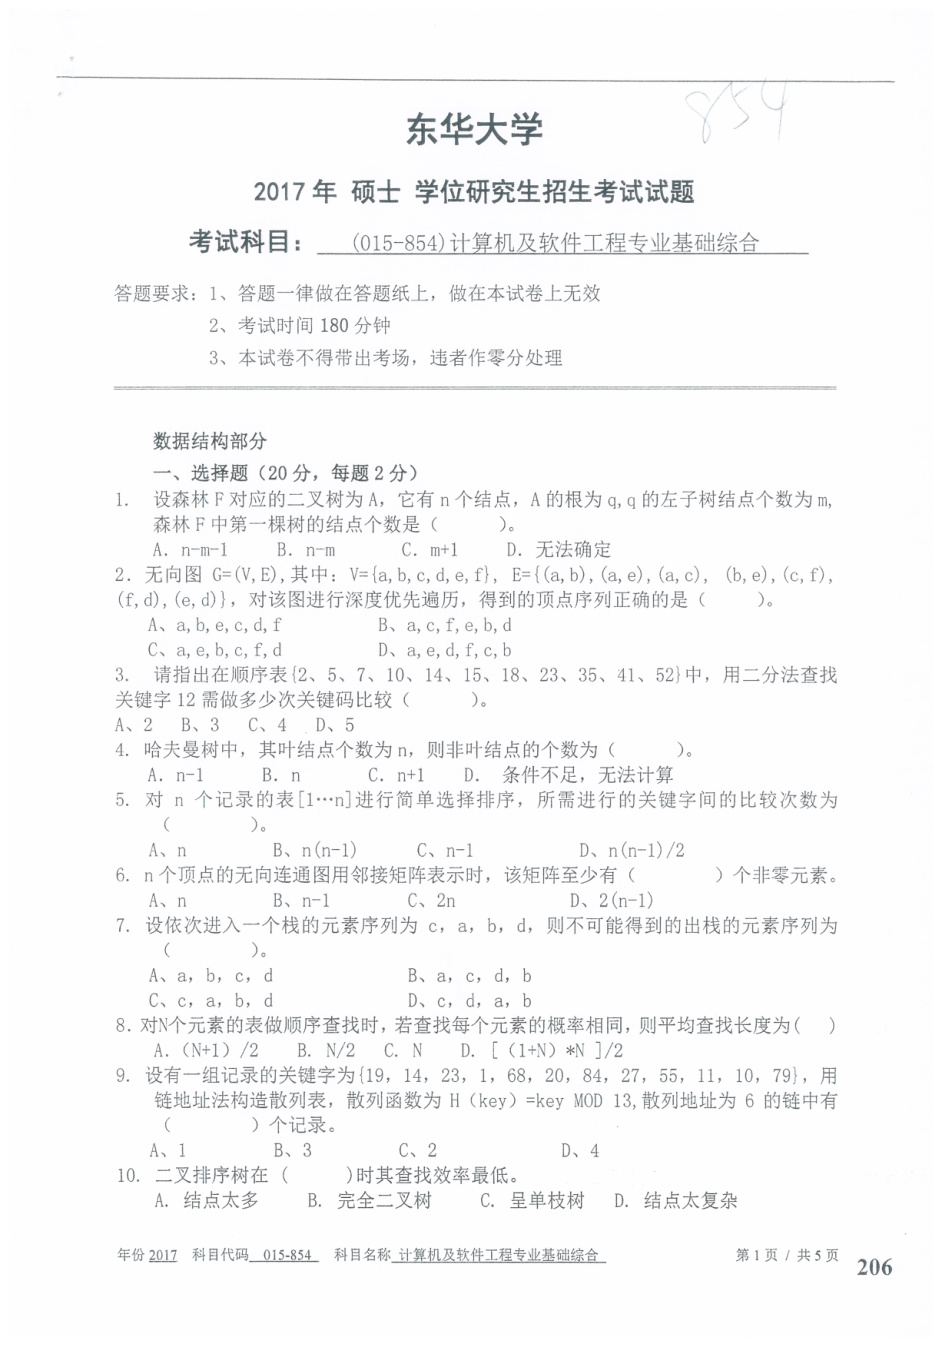 854
东华大学
2017年 硕士 学位研究生招生考试试题
考试科目： (015-854)计算机及软件工程专业基础综合
答题要求：1、答题一律做在答题纸上，做在本试卷上无效
2、考试时间 180 分钟
3、本试卷不得带出考场，违者作零分处理
数据结构部分
一、选择题（20 分，每题 2 分）
1. 设森林 F 对应的二叉树为 A，它有 n 个结点，A 的根为 q,q 的左子树结点个数为 m,
森林 F 中第一棵树的结点个数是（ ）。
A. n-m-1 B. n-m C. m+1 D. 无法确定
2. 无向图 G=(V,E),其中：V={a,b,c,d,e,f}, E={(a,b),(a,e),(a,c), (b,e),(c,f),
(f,d),(e,d)}，对该图进行深度优先遍历，得到的顶点序列正确的是（ ）。
A、a,b,e,c,d,f B、a,c,f,e,b,d
C、a,e,b,c,f,d D、a,e,d,f,c,b
3. 请指出在顺序表{2、5、7、10、14、15、18、23、35、41、52}中，用二分法查找
关键字 12 需做多少次关键码比较（ ）。
A、2 B、3 C、4 D、5
4. 哈夫曼树中，其叶结点个数为 n，则非叶结点的个数为（ ）。
A. n-1 B. n C. n+1 D. 条件不足，无法计算
5. 对 n 个记录的表[1…n]进行简单选择排序，所需进行的关键字间的比较次数为
（ ）。
A、n B、n(n-1) C、n-1 D、n(n-1)/2
6. n 个顶点的无向连通图用邻接矩阵表示时，该矩阵至少有（ ）个非零元素。
A、n B、n-1 C、2n D、2(n-1)
7. 设依次进入一个栈的元素序列为 c，a，b，d，则不可能得到的出栈的元素序列为
（ ）。
A、a，b，c，d B、a，c，d，b
C、c，a，b，d D、c，d，a，b
8. 对N个元素的表做顺序查找时，若查找每个元素的概率相同，则平均查找长度为( )
A.（N+1）/2 B. N/2 C. N D. [（1+N）*N ]/2
9. 设有一组记录的关键字为{19，14，23，1，68，20，84，27，55，11，10，79}，用
链地址法构造散列表，散列函数为 H（key）=key MOD 13,散列地址为 6 的链中有
（ ）个记录。
A、1 B、3 C、2 D、4
10. 二叉排序树在（ )时其查找效率最低。
A. 结点太多 B. 完全二叉树 C. 呈单枝树 D. 结点太复杂
年份 2017 科目代码 015-854 科目名称 计算机及软件工程专业基础综合 第 1 页 / 共 5 页
206